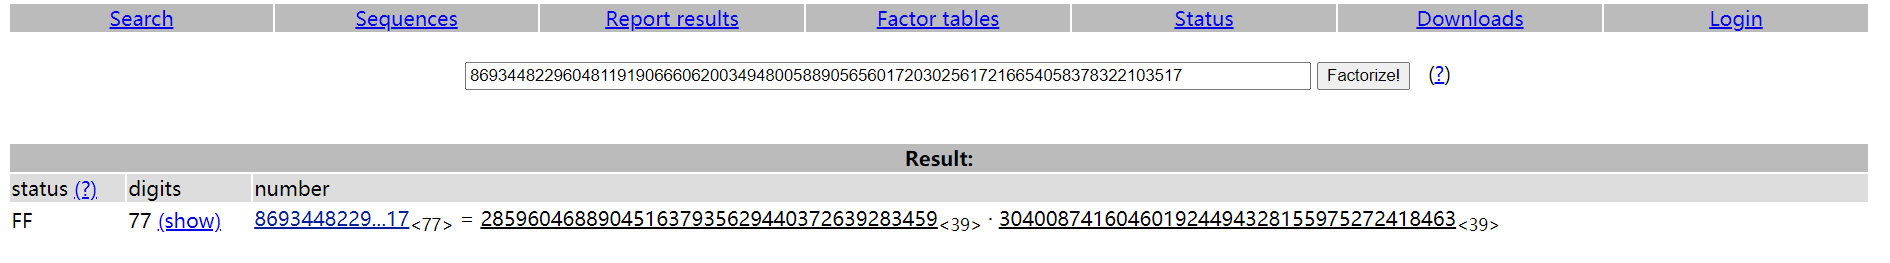 Search Sequences Report results Factor tables Status Downloads Login
86934482296048119190666062003494800588905656017203025617216654058378322103517 Factorize! (?)
Result:
status (?) digits number
FF 77 (show) 8693448229...17<77> = 285960468890451637935629440372639283459<39> · 304008741604601924494328155975272418463<39>